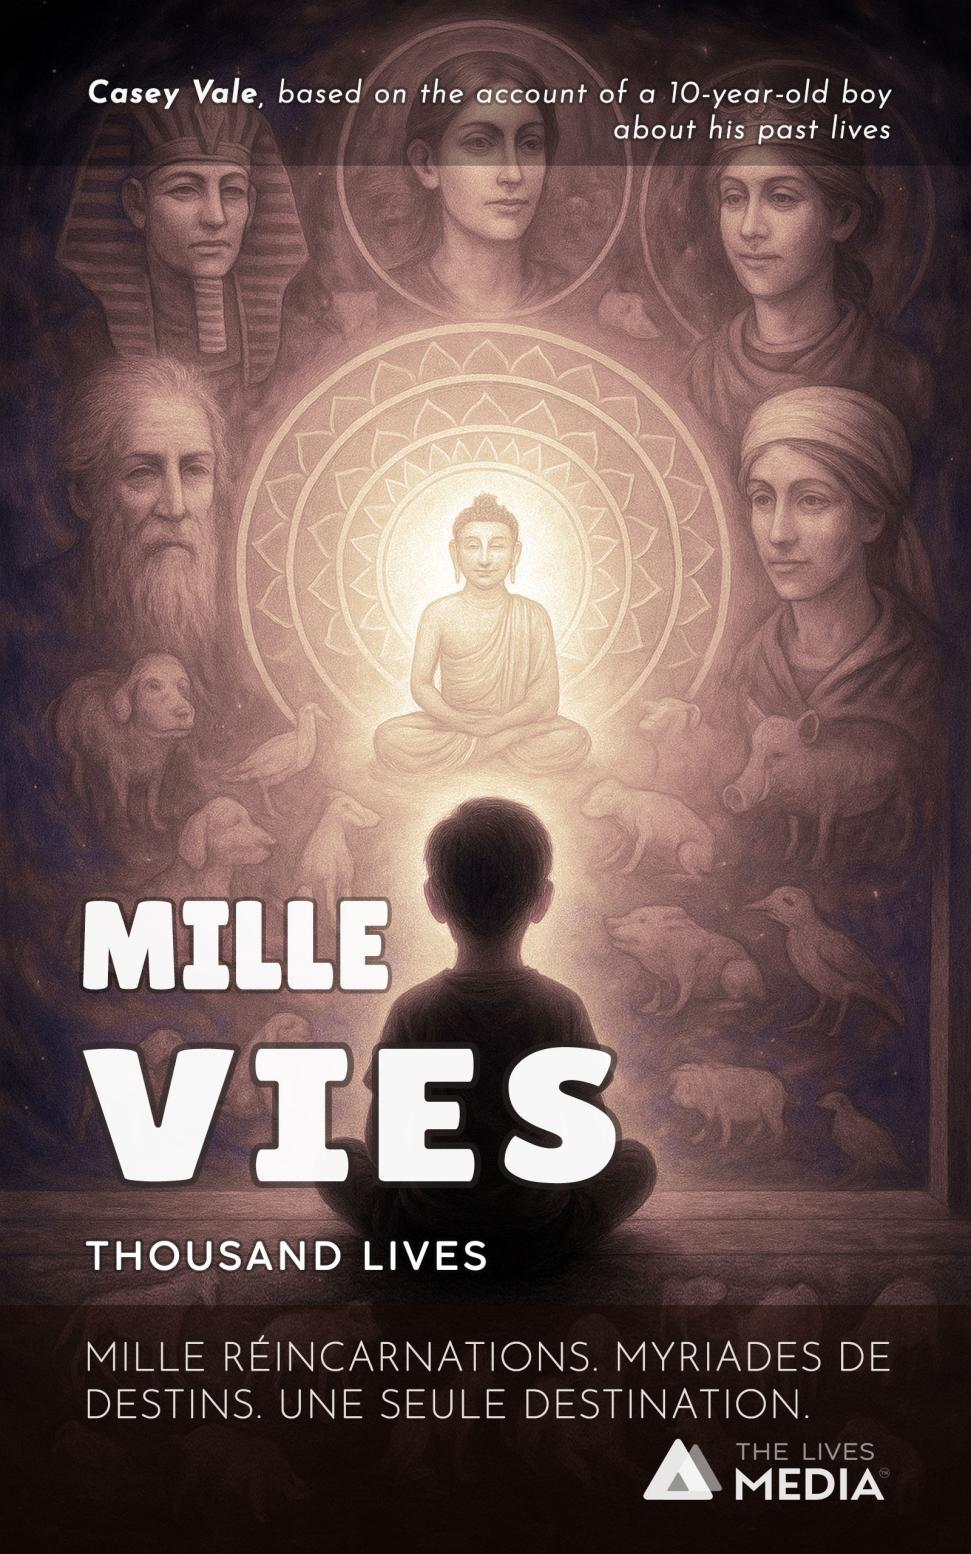 Casey Vale, based on the account of a 10-year-old boy
about his past lives
MILLE
VIES
THOUSAND LIVES
MILLE RÉINCARNATIONS. MYRIADES DE
DESTINS. UNE SEULE DESTINATION.
THE LIVES
MEDIA™